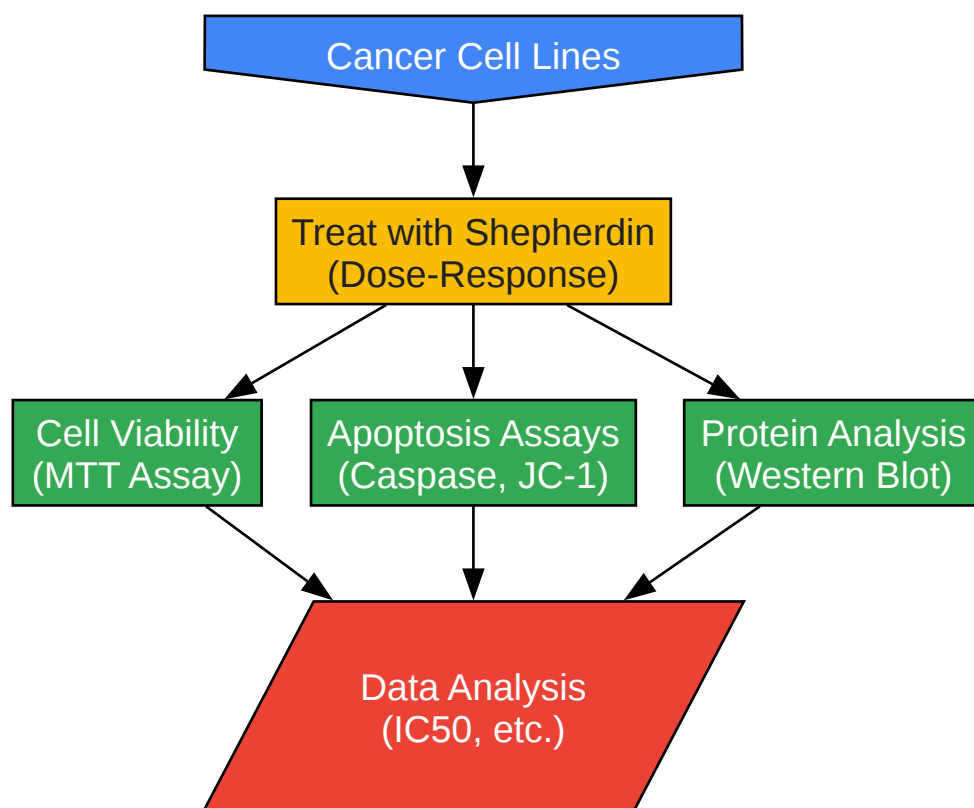 Cancer Cell Lines
Treat with Shepherdin
(Dose-Response)
Cell Viability
(MTT Assay)
Apoptosis Assays
(Caspase, JC-1)
Protein Analysis
(Western Blot)
Data Analysis
(IC50, etc.)